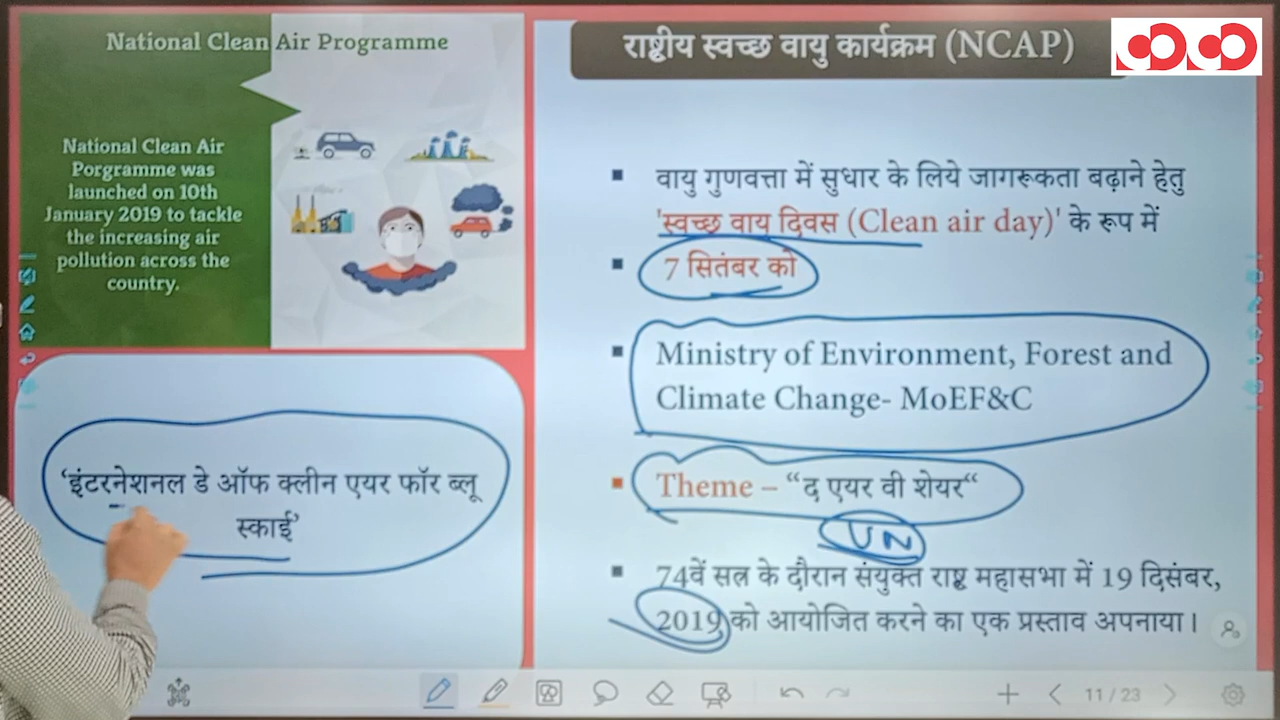 National Clean Air Programme
National Clean Air
Porgramme was
launched on 10th
January 2019 to tackle
the increasing air
pollution across the
country.
'इंटरनेशनल डे ऑफ क्लीन एयर फॉर ब्लू
स्काई'
राष्ट्रीय स्वच्छ वायु कार्यक्रम (NCAP)
वायु गुणवत्ता में सुधार के लिये जागरूकता बढ़ाने हेतु
'स्वच्छ वायु दिवस (Clean air day)' के रूप में
7 सितंबर को
Ministry of Environment, Forest and
Climate Change- MoEF&C
Theme – “द एयर वी शेयर“
UN
74वें सत्र के दौरान संयुक्त राष्ट्र महासभा में 19 दिसंबर,
2019 को आयोजित करने का एक प्रस्ताव अपनाया।
11 / 23